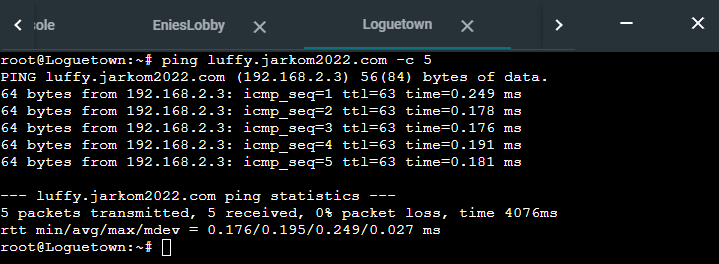 sole EniesLobby Loguetown
root@Loguetown:~# ping luffy.jarkom2022.com -c 5
PING luffy.jarkom2022.com (192.168.2.3) 56(84) bytes of data.
64 bytes from 192.168.2.3: icmp_seq=1 ttl=63 time=0.249 ms
64 bytes from 192.168.2.3: icmp_seq=2 ttl=63 time=0.178 ms
64 bytes from 192.168.2.3: icmp_seq=3 ttl=63 time=0.176 ms
64 bytes from 192.168.2.3: icmp_seq=4 ttl=63 time=0.191 ms
64 bytes from 192.168.2.3: icmp_seq=5 ttl=63 time=0.181 ms
--- luffy.jarkom2022.com ping statistics ---
5 packets transmitted, 5 received, 0% packet loss, time 4076ms
rtt min/avg/max/mdev = 0.176/0.195/0.249/0.027 ms
root@Loguetown:~#